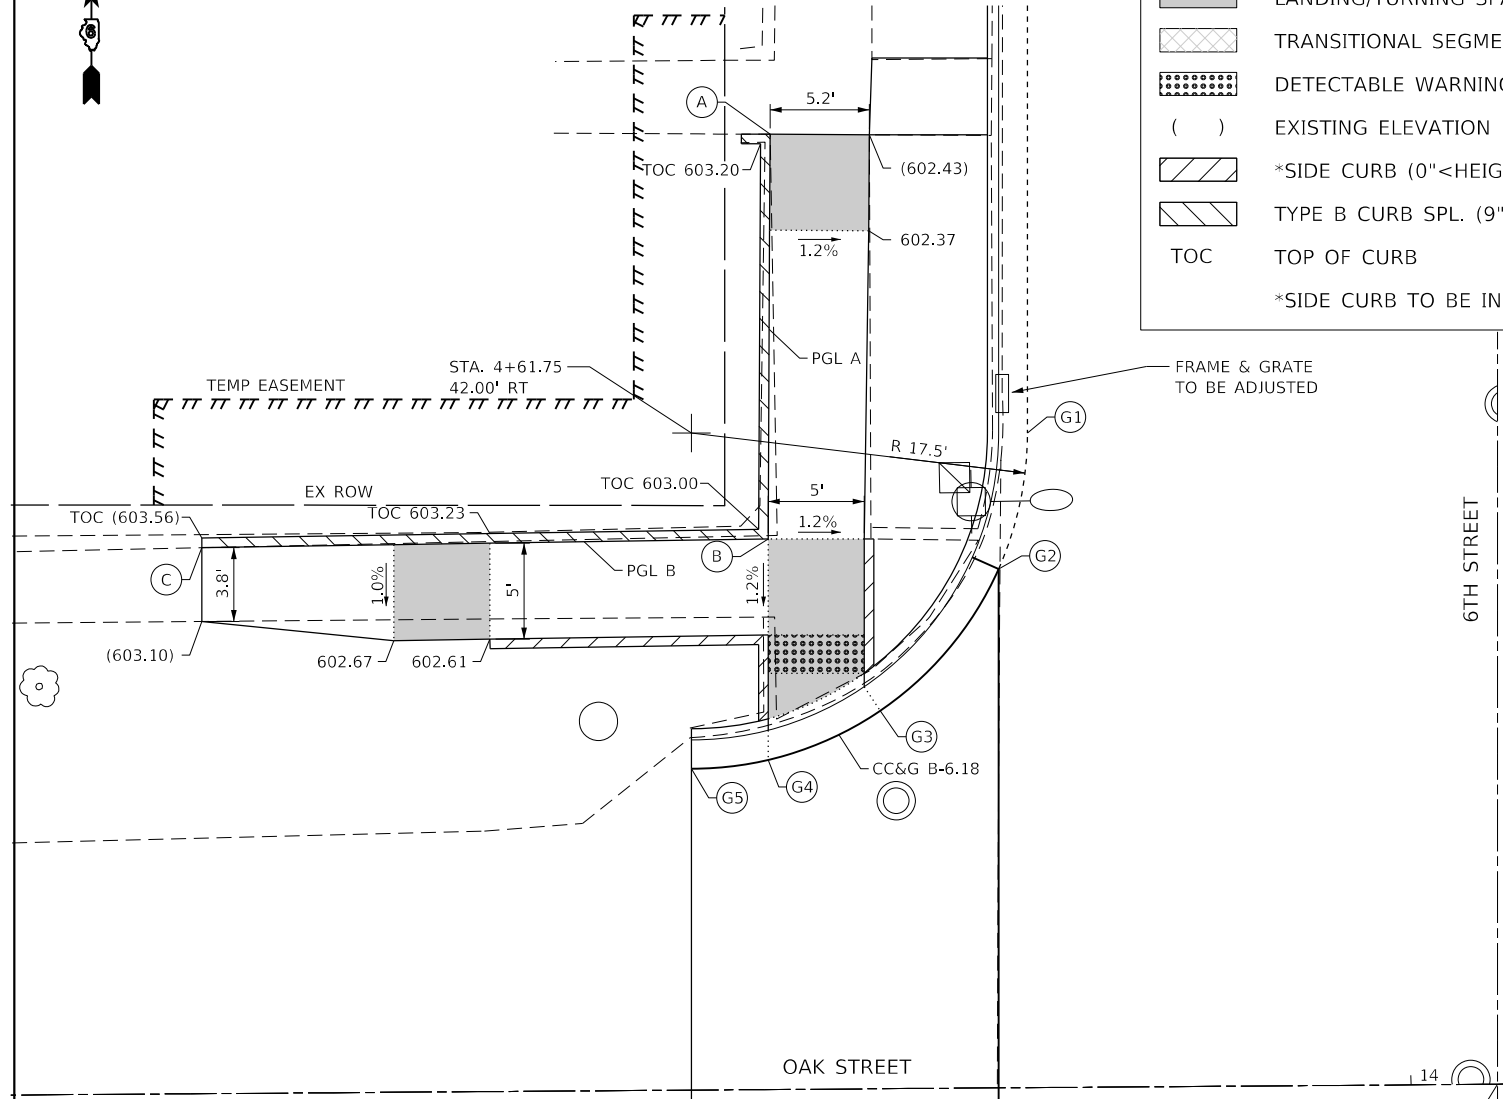 LANDING/TURNING SPA
TRANSITIONAL SEGME
DETECTABLE WARNING
( ) EXISTING ELEVATION
*SIDE CURB (0"<HEIG
TYPE B CURB SPL. (9"
TOC TOP OF CURB
*SIDE CURB TO BE IN
6
A
5.2'
TOC 603.20
(602.43)
602.37
1.2%
PGL A
STA. 4+61.75
42.00' RT
TEMP EASEMENT
FRAME & GRATE
TO BE ADJUSTED
G1
R 17.5'
EX ROW
TOC 603.00
5'
1.2%
TOC (603.56)
TOC 603.23
B
G2
C
3.8'
1.0%
5'
PGL B
1.2%
6TH STREET
(603.10)
602.67
602.61
G3
CC&G B-6.18
G4
G5
OAK STREET
14